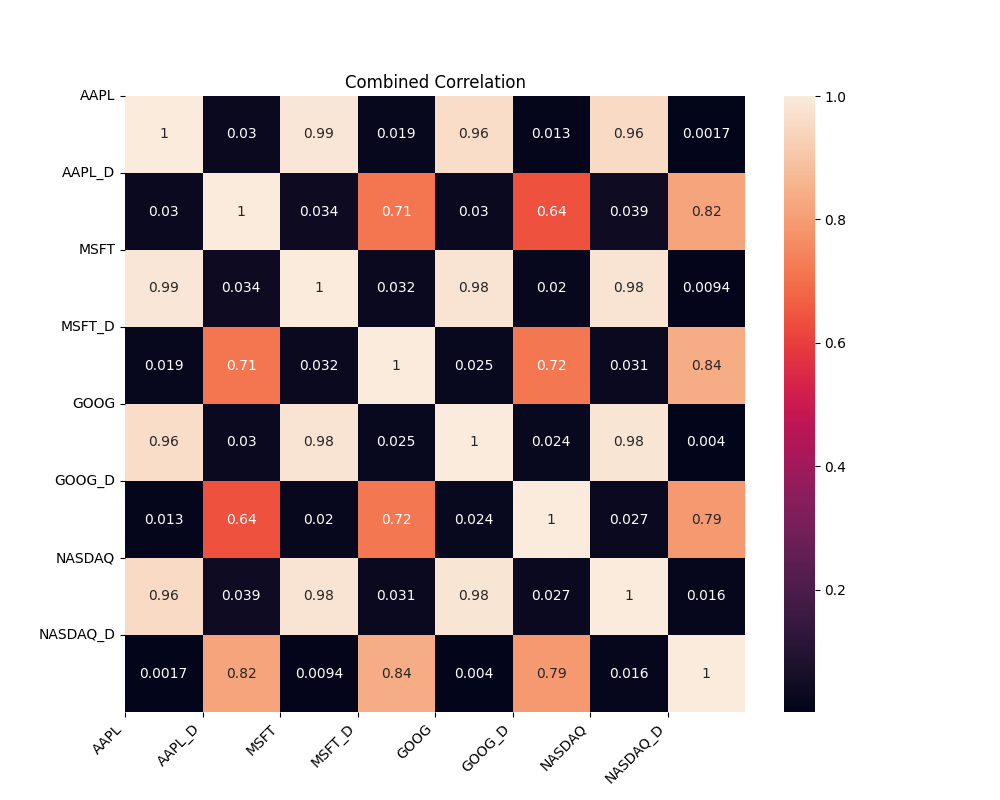 Combined Correlation
AAPL
1 0.03 0.99 0.019 0.96 0.013 0.96 0.0017
AAPL_D
0.03 1 0.034 0.71 0.03 0.64 0.039 0.82
MSFT
0.99 0.034 1 0.032 0.98 0.02 0.98 0.0094
MSFT_D
0.019 0.71 0.032 1 0.025 0.72 0.031 0.84
GOOG
0.96 0.03 0.98 0.025 1 0.024 0.98 0.004
GOOG_D
0.013 0.64 0.02 0.72 0.024 1 0.027 0.79
NASDAQ
0.96 0.039 0.98 0.031 0.98 0.027 1 0.016
NASDAQ_D
0.0017 0.82 0.0094 0.84 0.004 0.79 0.016 1
AAPL AAPL_D MSFT MSFT_D GOOG GOOG_D NASDAQ NASDAQ_D
1.0
0.8
0.6
0.4
0.2